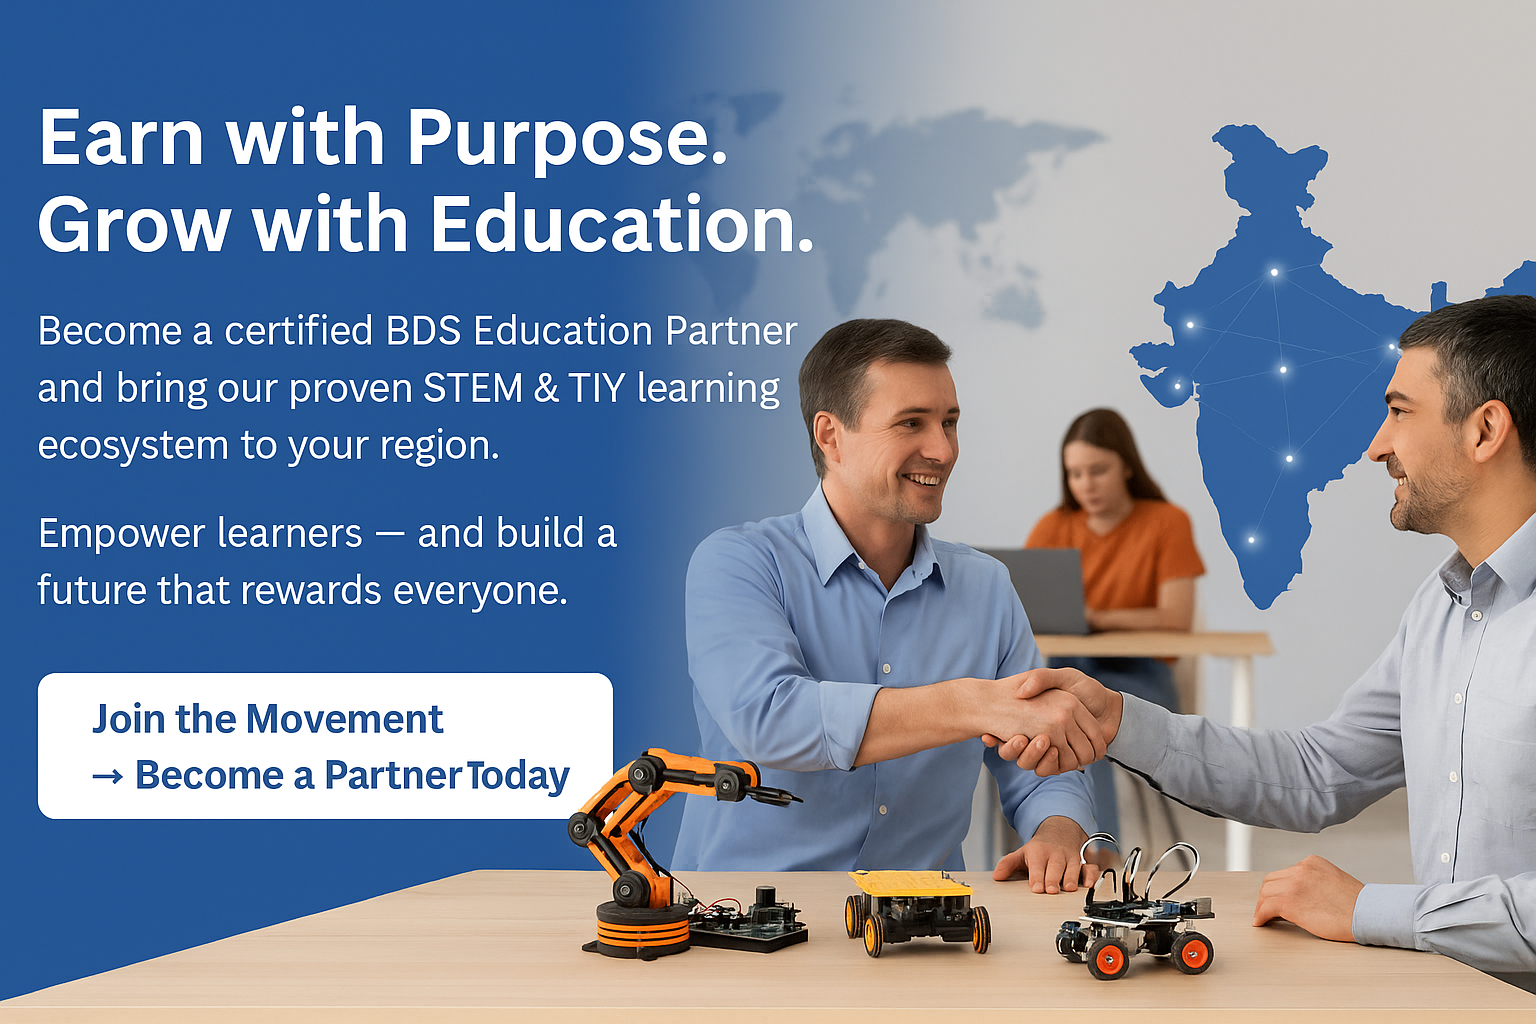 Earn with Purpose.
Grow with Education.
Become a certified BDS Education Partner
and bring our proven STEM & TIY learning
ecosystem to your region.
Empower learners — and build a
future that rewards everyone.
Join the Movement
→ Become a Partner Today